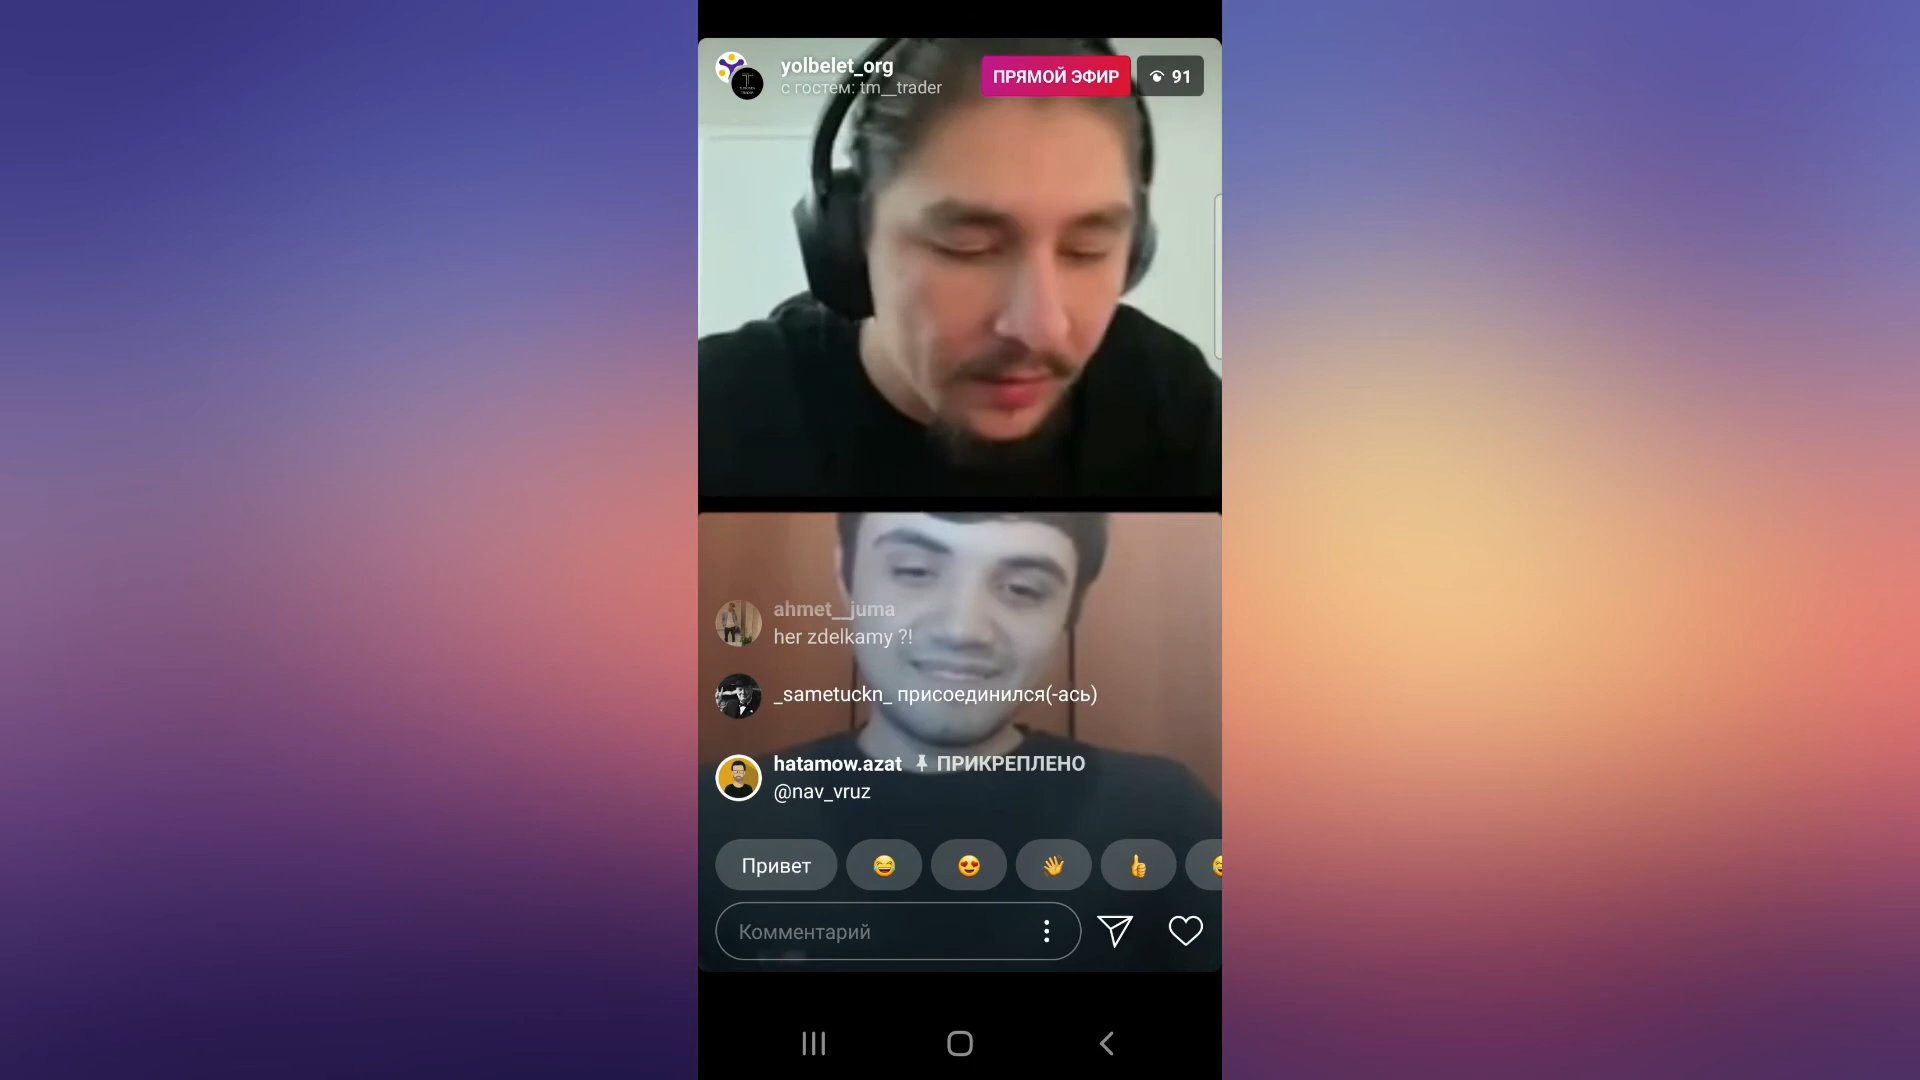 yolbelet_org
с гостем: tm__trader
ПРЯМОЙ ЭФИР
91
ahmet__juma
her zdelkamy ?!
_sametuckn_ присоединился(-ась)
hatamow.azat ПРИКРЕПЛЕНО
@nav_vruz
Привет
Комментарий